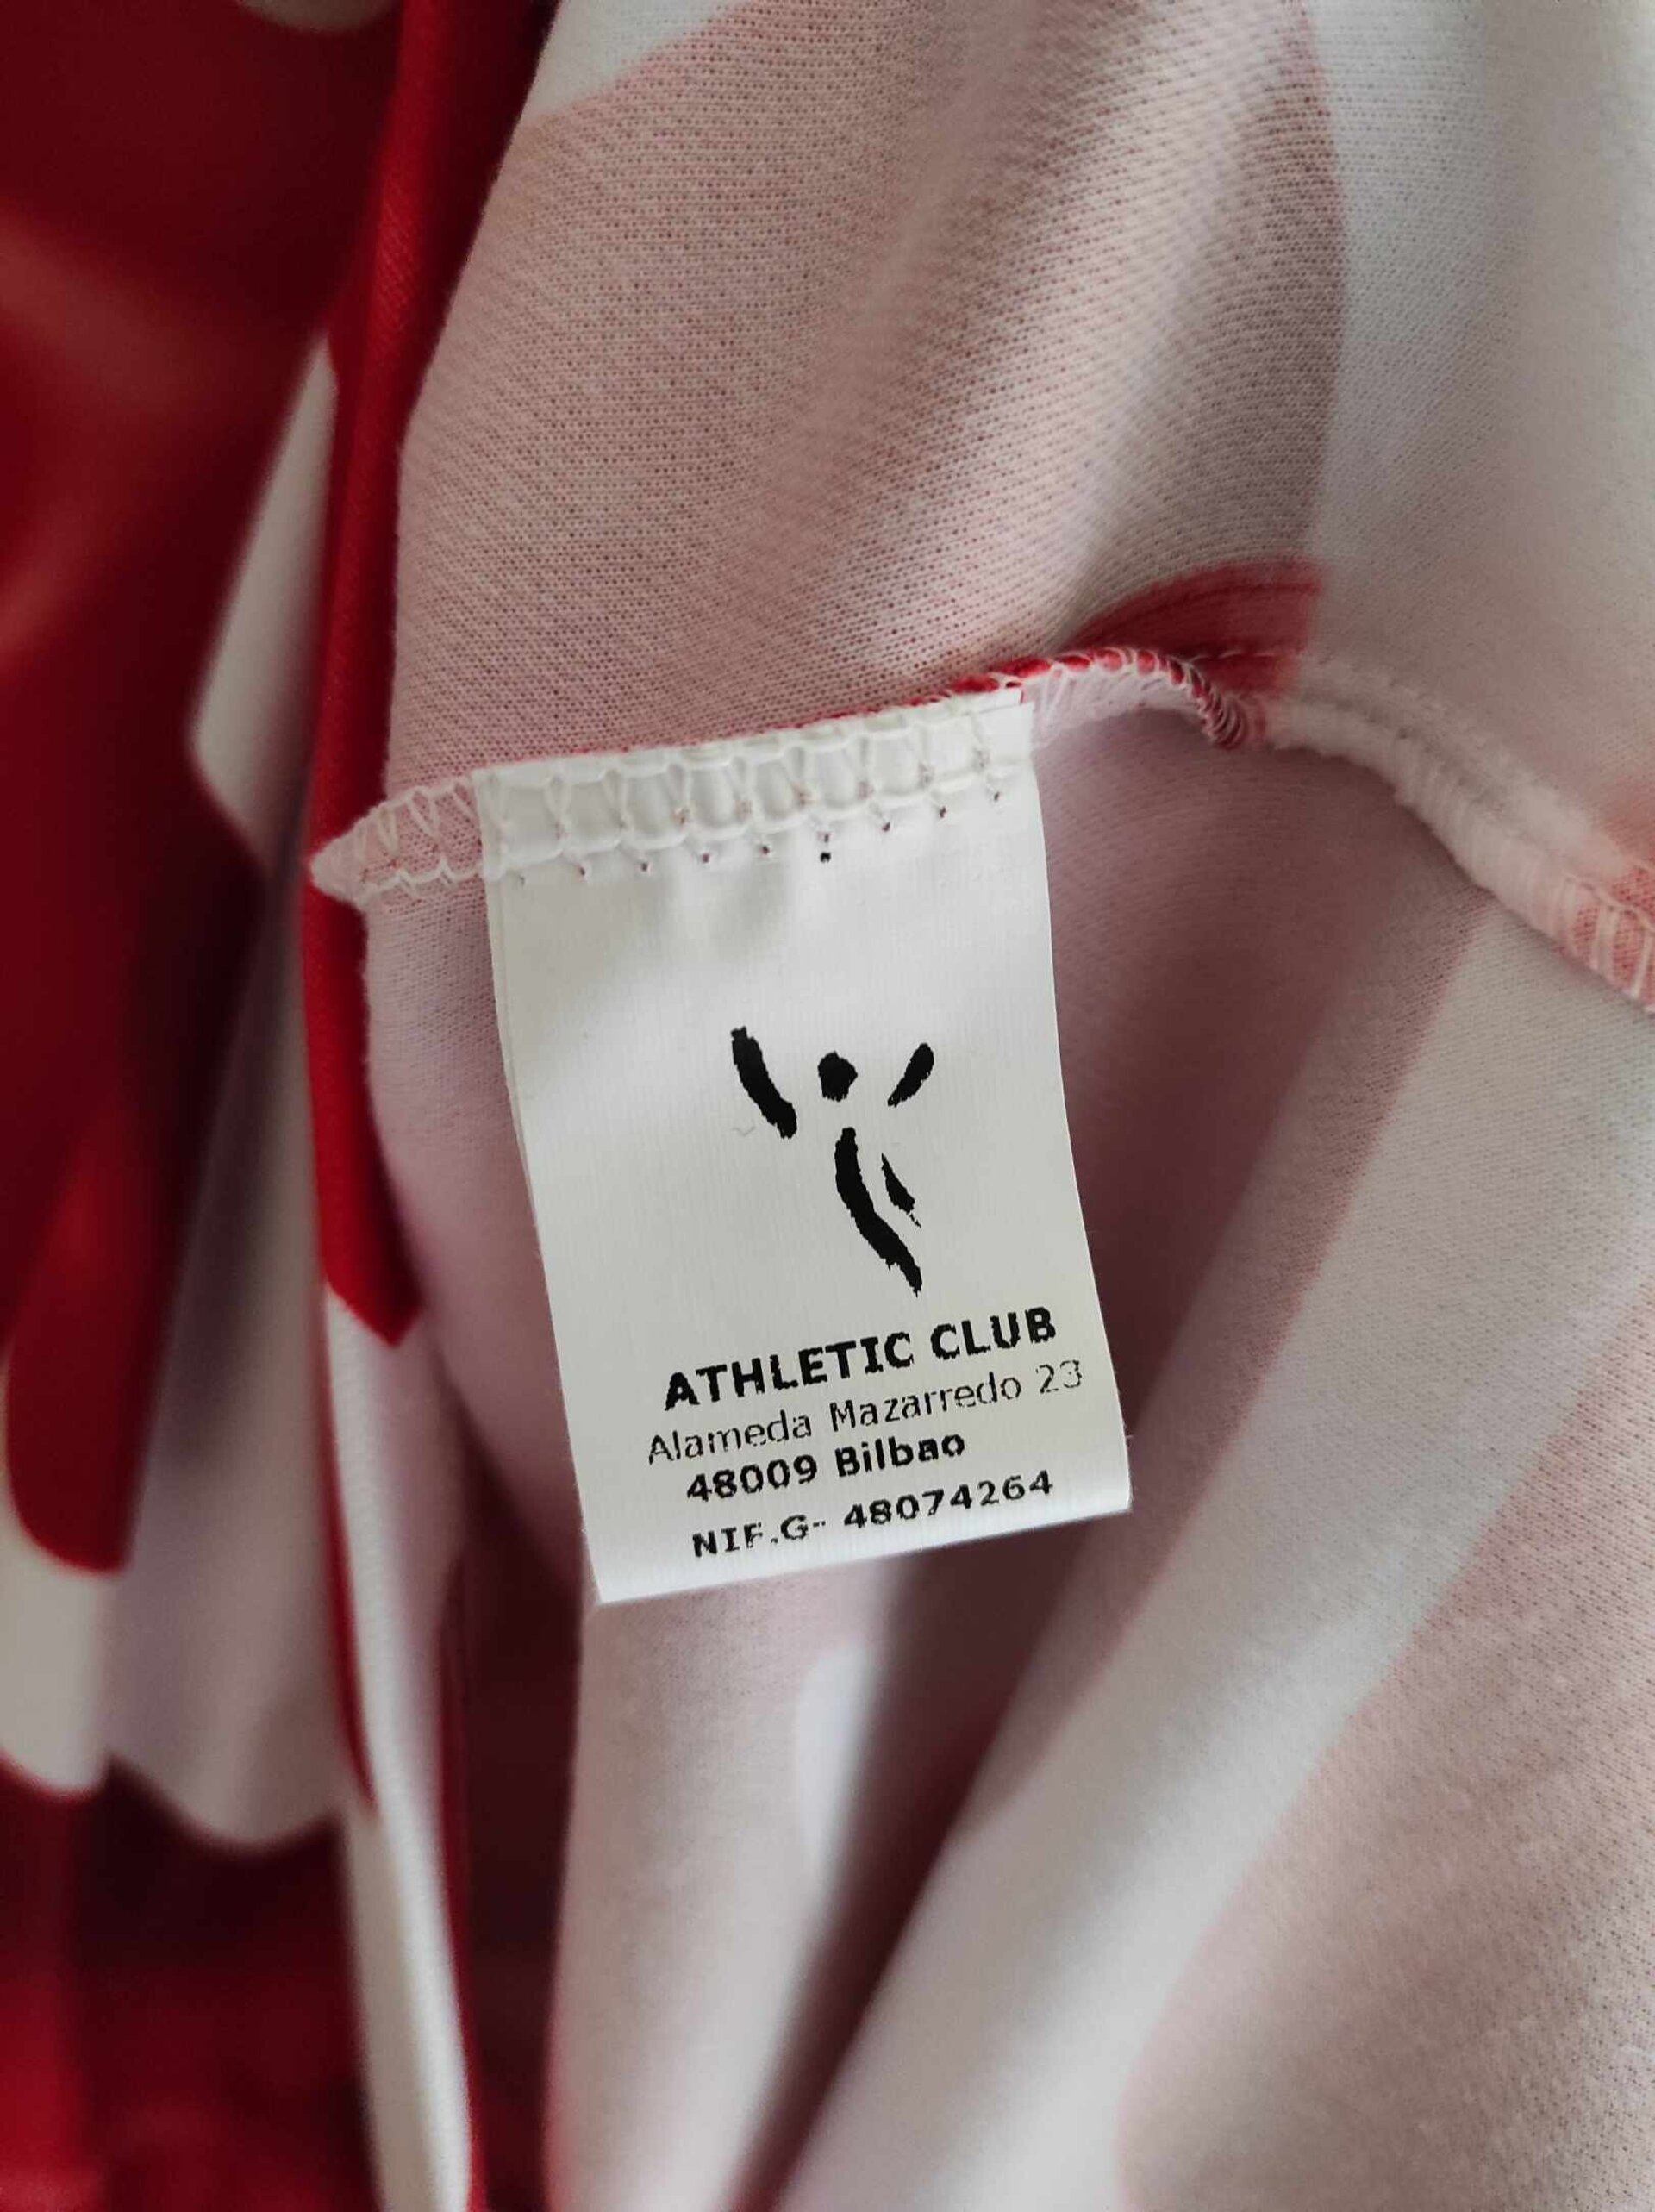 ATHLETIC CLUB
Alameda Mazarredo 23
48009 Bilbao
NIF.G- 48074264